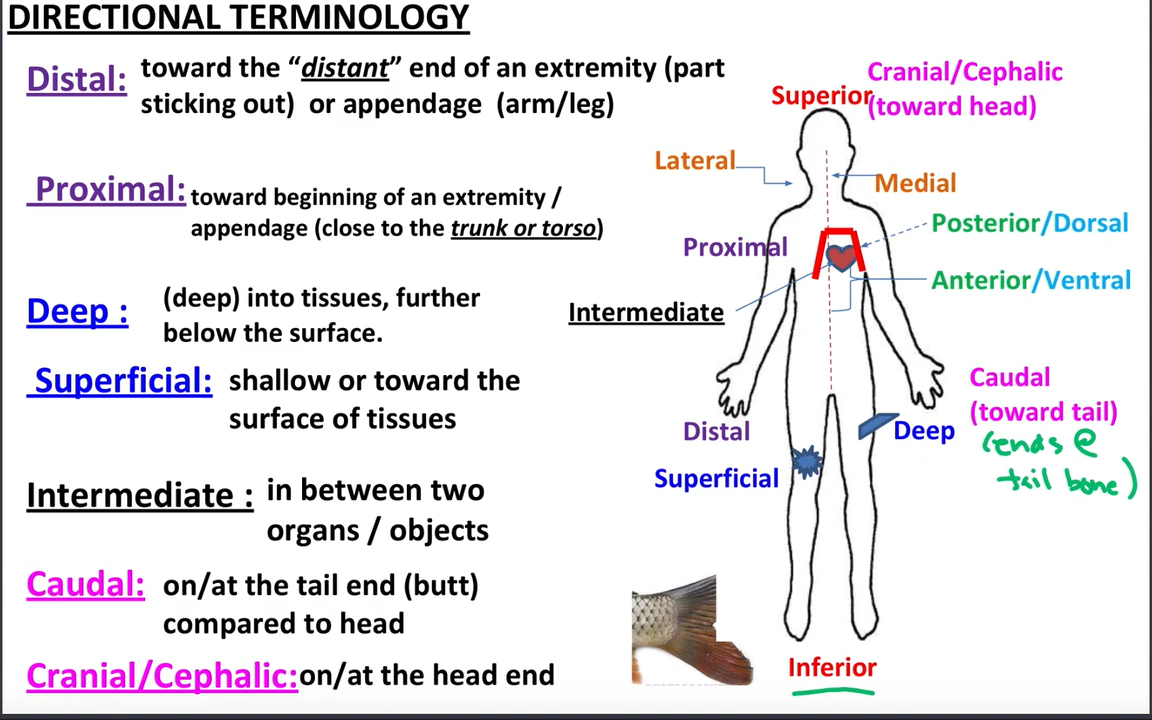 DIRECTIONAL TERMINOLOGY
Distal: toward the “distant” end of an extremity (part
sticking out) or appendage (arm/leg)
Proximal: toward beginning of an extremity /
appendage (close to the trunk or torso)
Deep : (deep) into tissues, further
below the surface.
Superficial: shallow or toward the
surface of tissues
Intermediate : in between two
organs / objects
Caudal: on/at the tail end (butt)
compared to head
Cranial/Cephalic: on/at the head end
Cranial/Cephalic
(toward head)
Superior
Lateral
Medial
Posterior/Dorsal
Proximal
Anterior/Ventral
Intermediate
Caudal
(toward tail)
(ends @
tail bone)
Distal
Deep
Superficial
Inferior